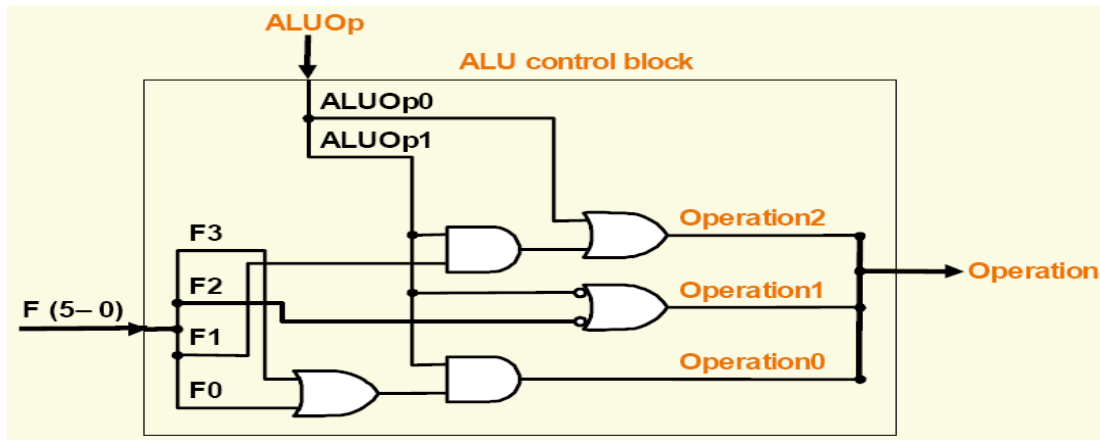 ALUOp
ALU control block
ALUOp0
ALUOp1
F3
F2
F (5– 0)
F1
F0
Operation2
Operation1
Operation0
Operation